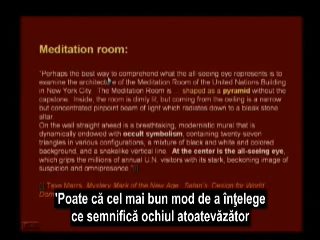 Meditation room:
"Perhaps the best way to comprehend what the all-seeing eye represents is to
examine the architecture of the Meditation Room of the United Nations Building
in New York City. The Meditation Room is ... shaped as a pyramid without the
capstone. Inside, the room is dimly lit, but coming from the ceiling is a narrow
but concentrated pinpoint beam of light which radiates down to a bleak stone
altar.
On the wall straight ahead is a breathtaking, modernistic mural that is
dynamically endowed with occult symbolism, containing twenty-seven
triangles in various configurations, a mixture of black and white and colored
background, and a snakelike vertical line. At the center is the all-seeing eye,
which grips the millions of annual U.N. visitors with its stark, beckoning image of
suspicion and omnipresence."
Texe Marrs, Mystery Mark of the New Age: Satan's Design for World
'Poate că cel mai bun mod de a înţelege
ce semnifică ochiul atoatevăzător